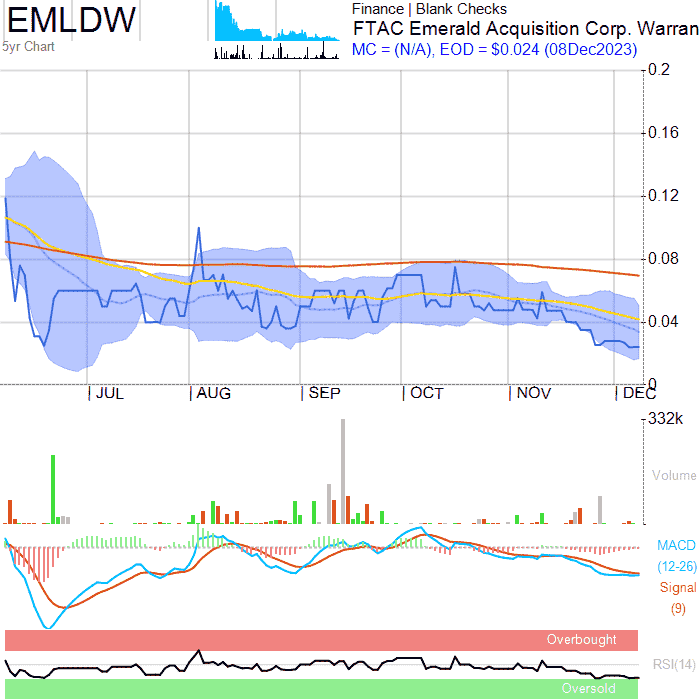 EMLDW
5yr Chart
Finance | Blank Checks
FTAC Emerald Acquisition Corp. Warran
MC = (N/A), EOD = $0.024 (08Dec2023)
0.2
0.16
0.12
0.08
0.04
0
JUL AUG SEP OCT NOV DEC
332k
Volume
MACD
(12-26)
Signal
(9)
Overbought
RSI(14)
Oversold